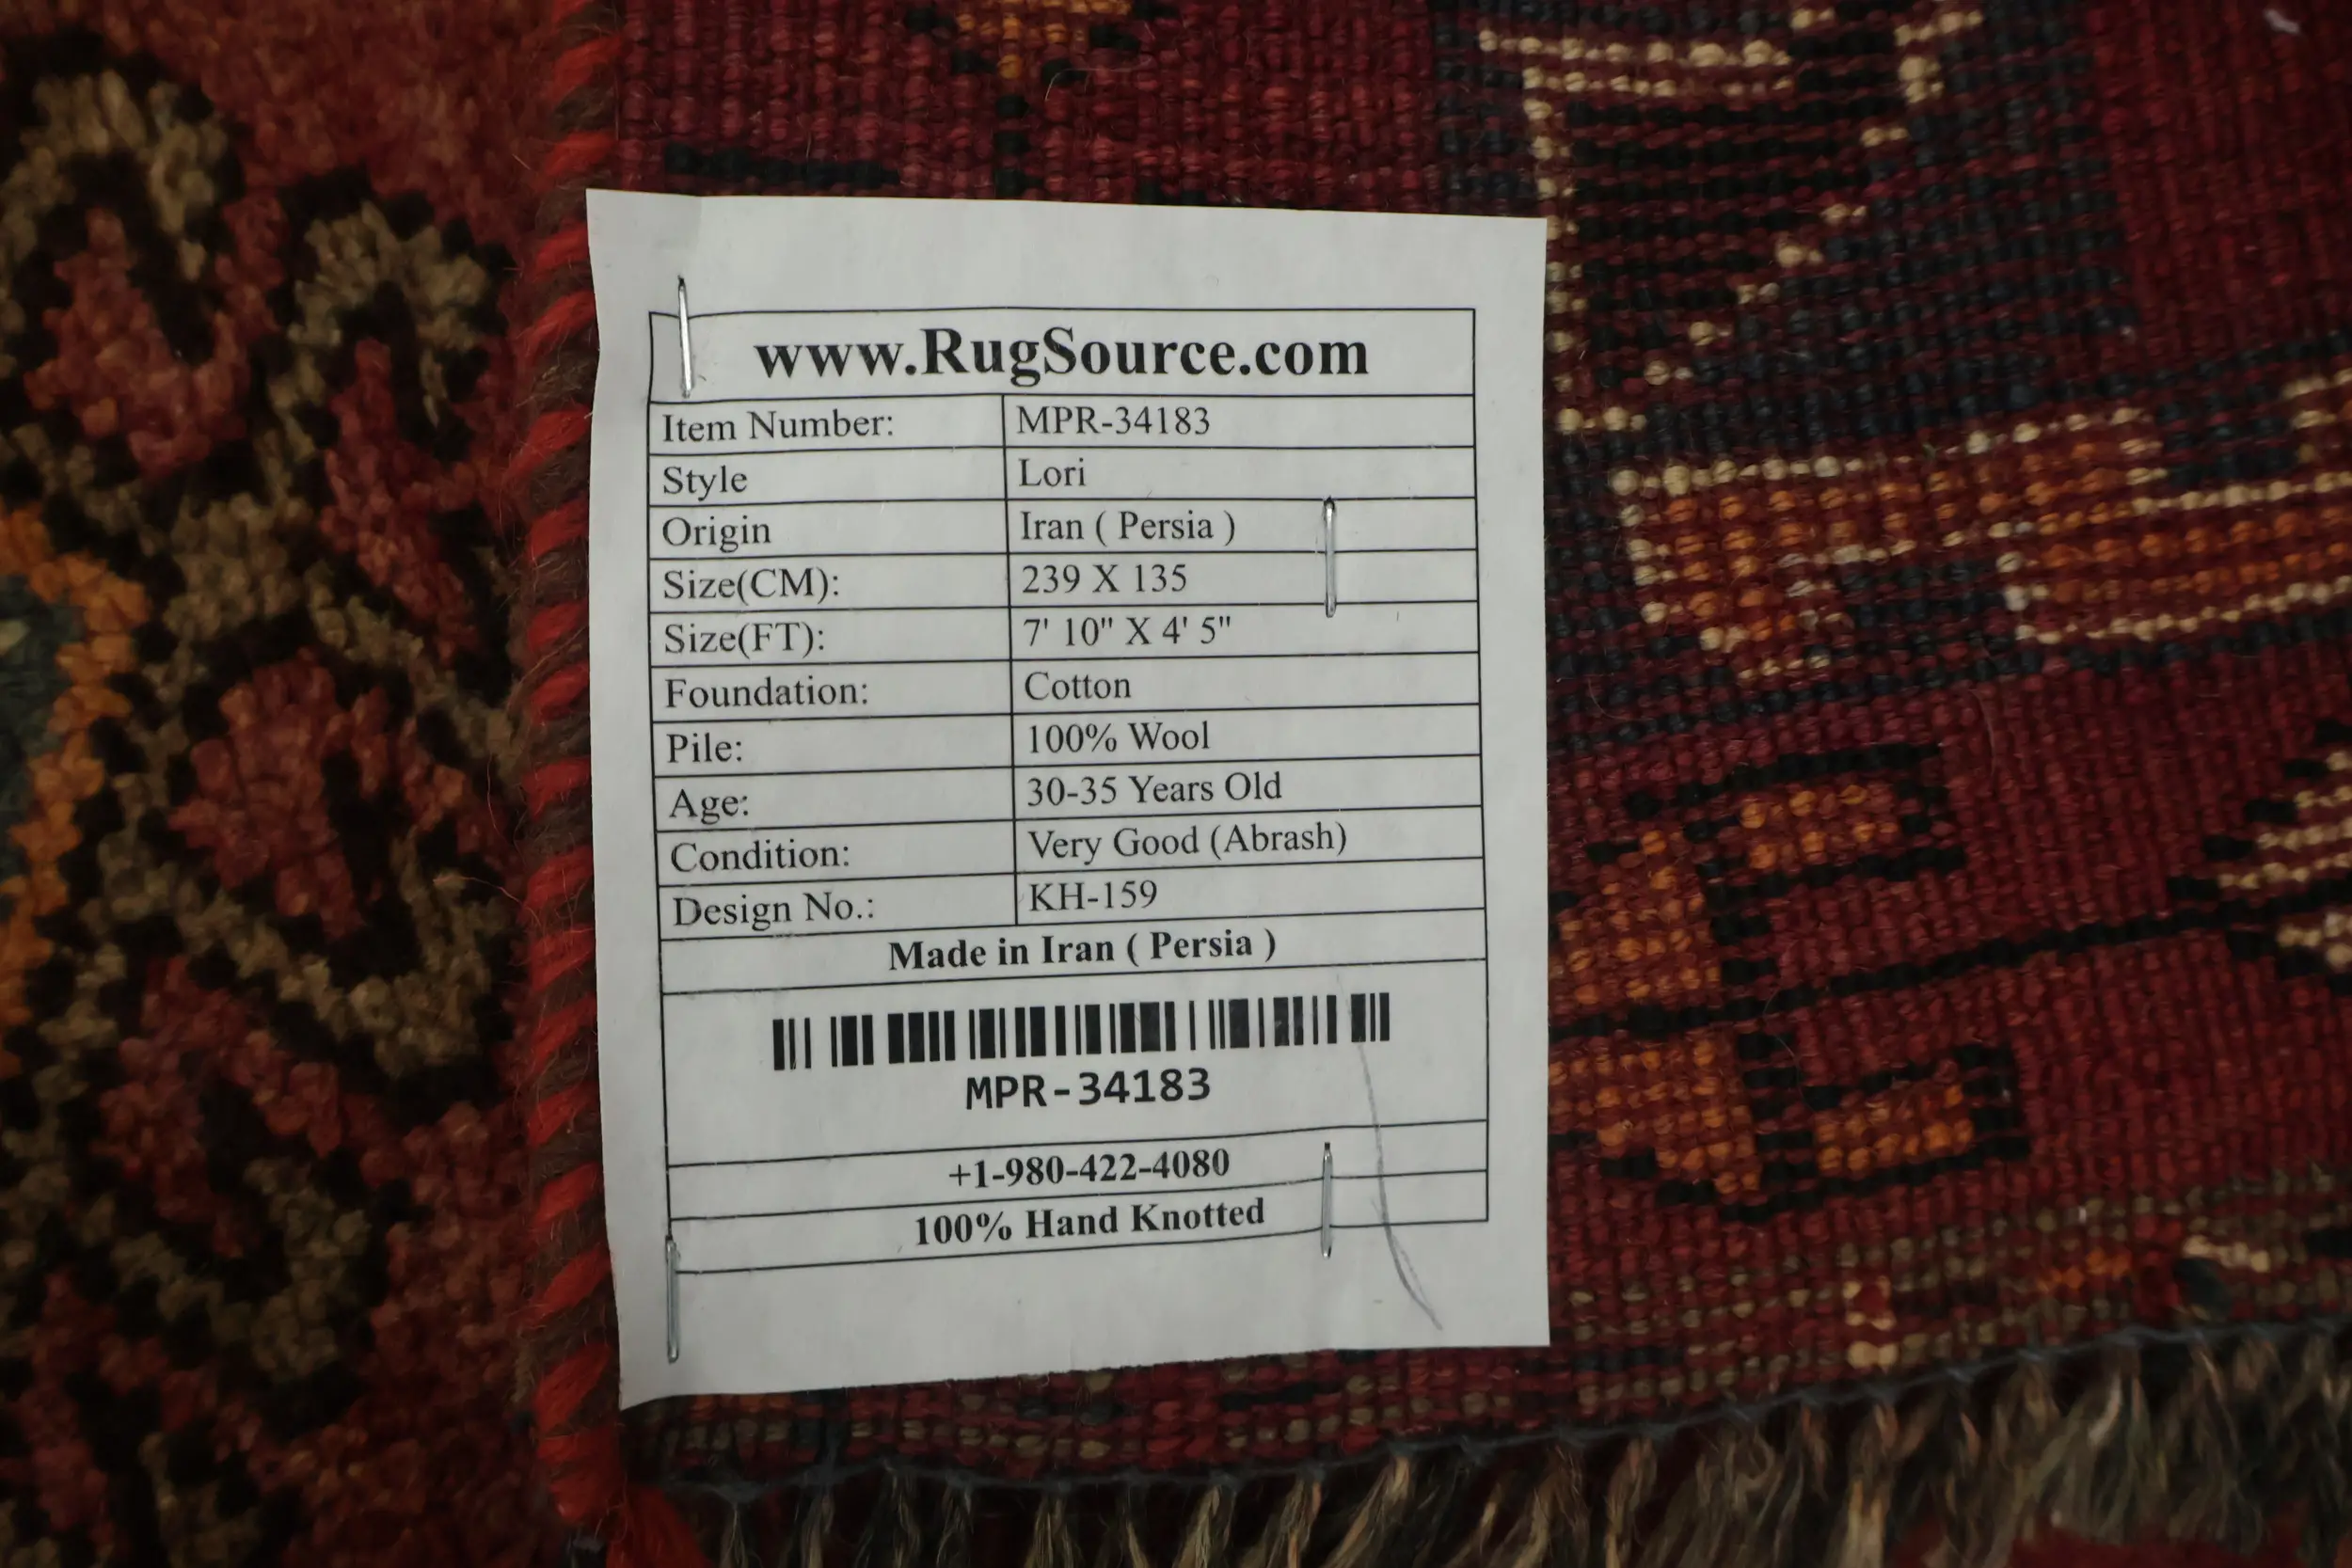 www.RugSource.com
Item Number: MPR-34183
Style Lori
Origin Iran ( Persia )
Size(CM): 239 X 135
Size(FT): 7' 10" X 4' 5"
Foundation: Cotton
Pile: 100% Wool
Age: 30-35 Years Old
Condition: Very Good (Abrash)
Design No.: KH-159
Made in Iran ( Persia )
MPR-34183
+1-980-422-4080
100% Hand Knotted